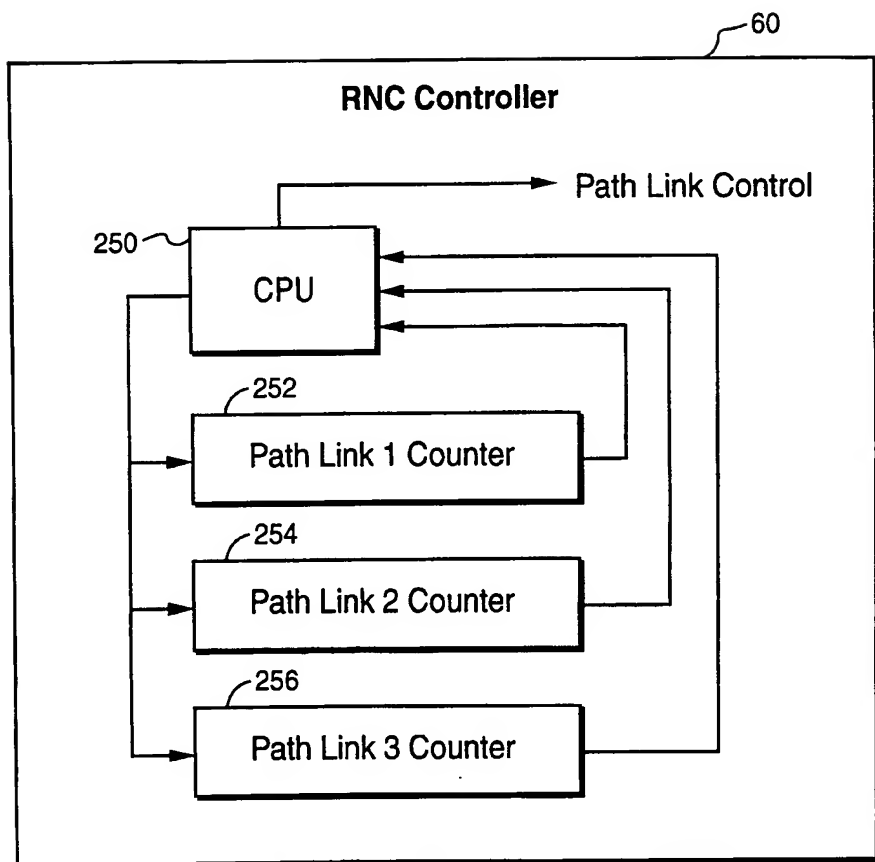 60
RNC Controller
Path Link Control
250
CPU
252
Path Link 1 Counter
254
Path Link 2 Counter
256
Path Link 3 Counter